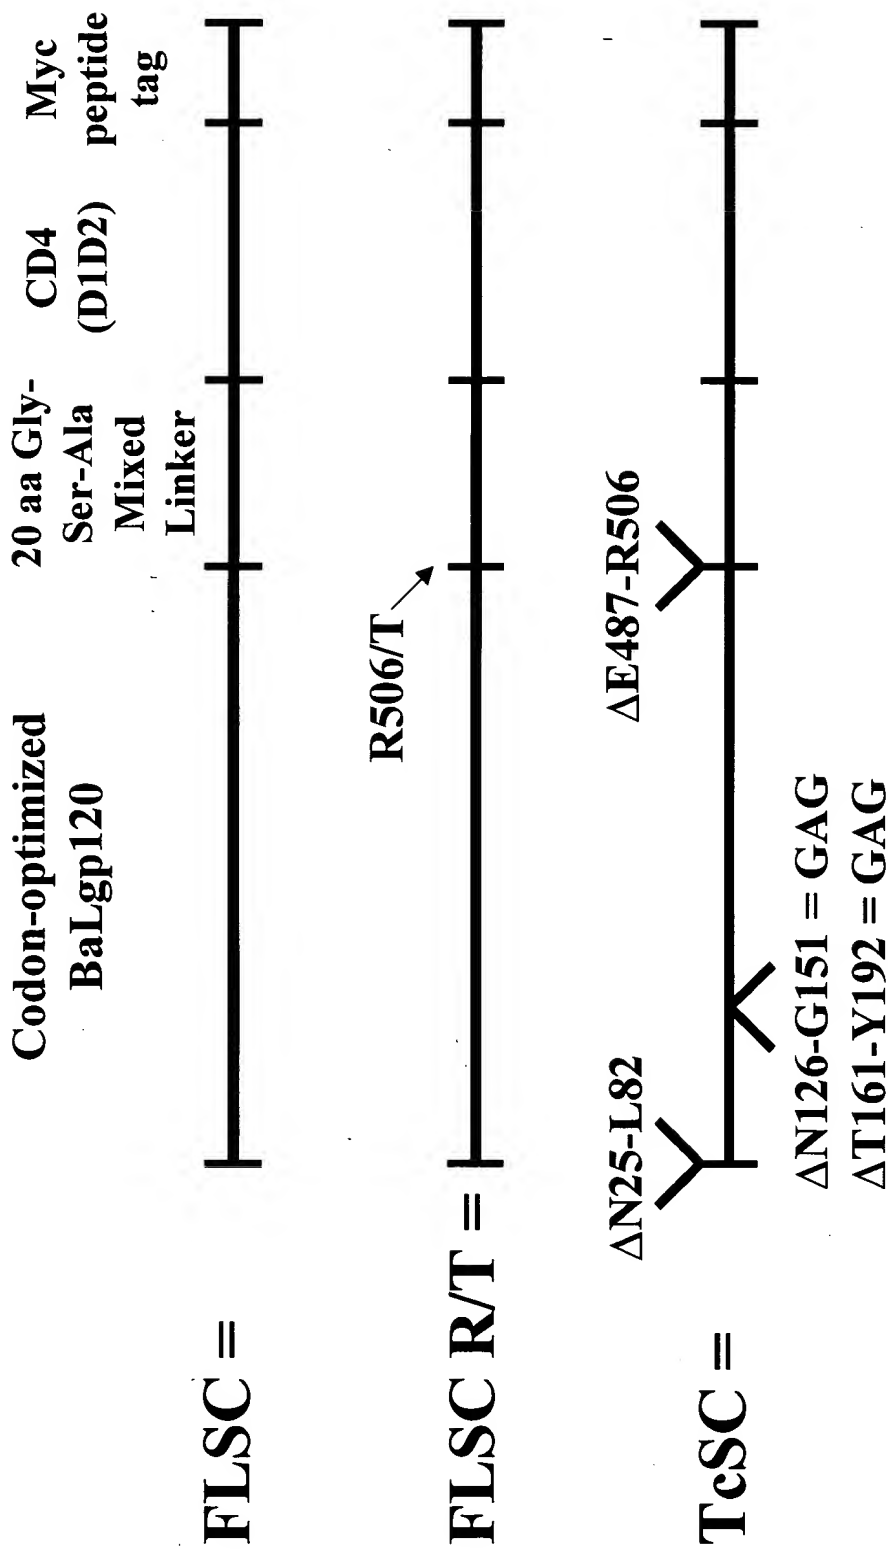 Codon-optimized
BaLgp120
20 aa Gly-
Ser-Ala
Mixed
Linker
CD4
(D1D2)
Myc
peptide
tag
FLSC =
R506/T
FLSC R/T =
ΔN25-L82
ΔE487-R506
TcSC =
ΔN126-G151 = GAG
ΔT161-Y192 = GAG